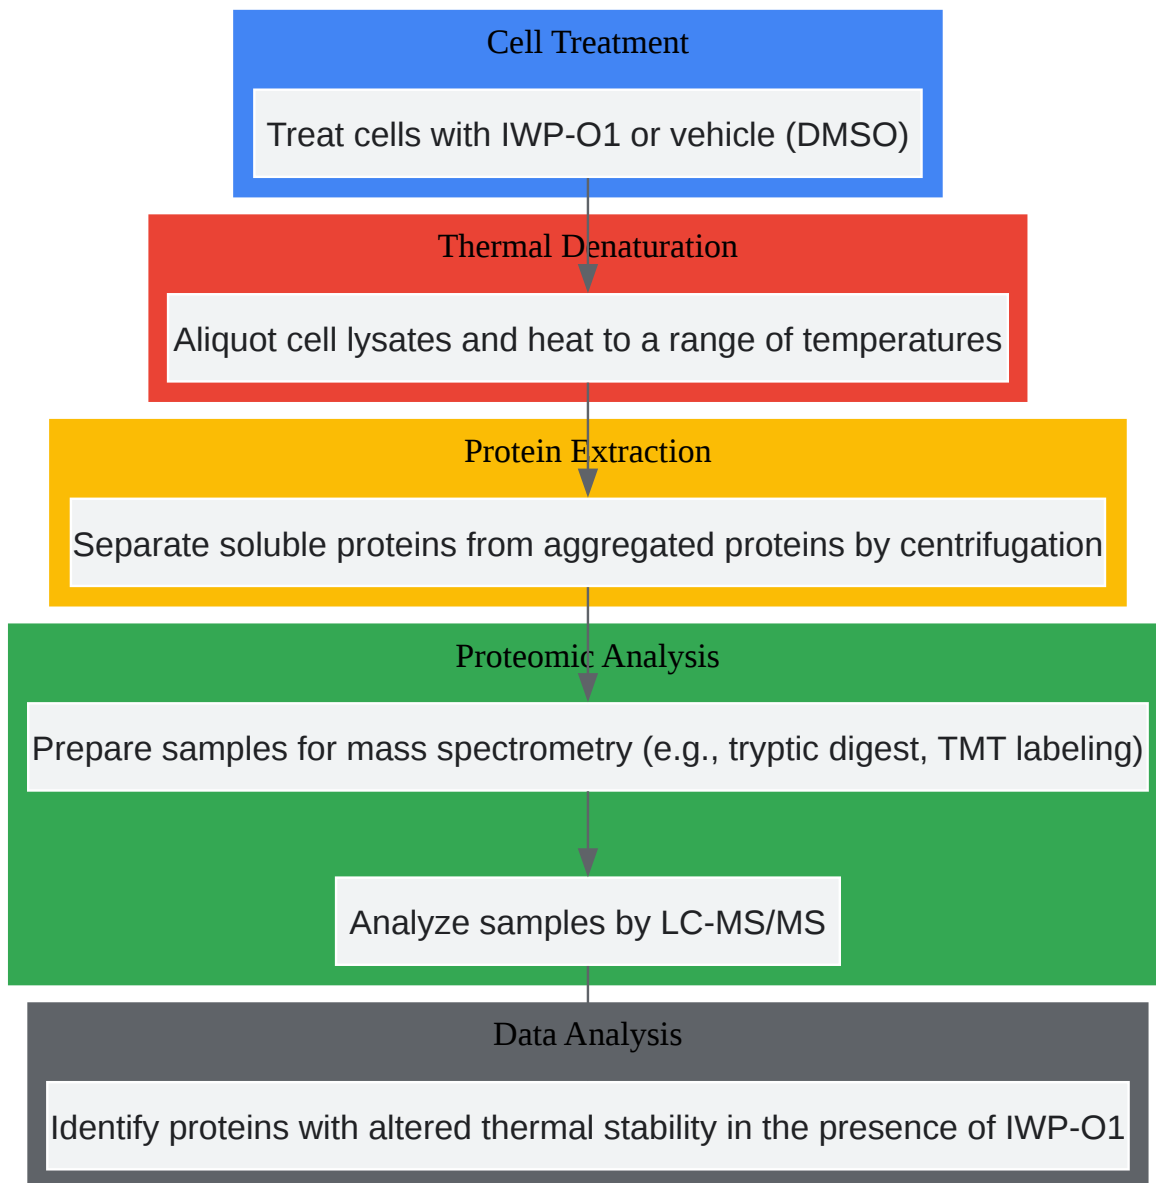 Cell Treatment
Treat cells with IWP-O1 or vehicle (DMSO)
Thermal Denaturation
Aliquot cell lysates and heat to a range of temperatures
Protein Extraction
Separate soluble proteins from aggregated proteins by centrifugation
Proteomic Analysis
Prepare samples for mass spectrometry (e.g., tryptic digest, TMT labeling)
Analyze samples by LC-MS/MS
Data Analysis
Identify proteins with altered thermal stability in the presence of IWP-O1